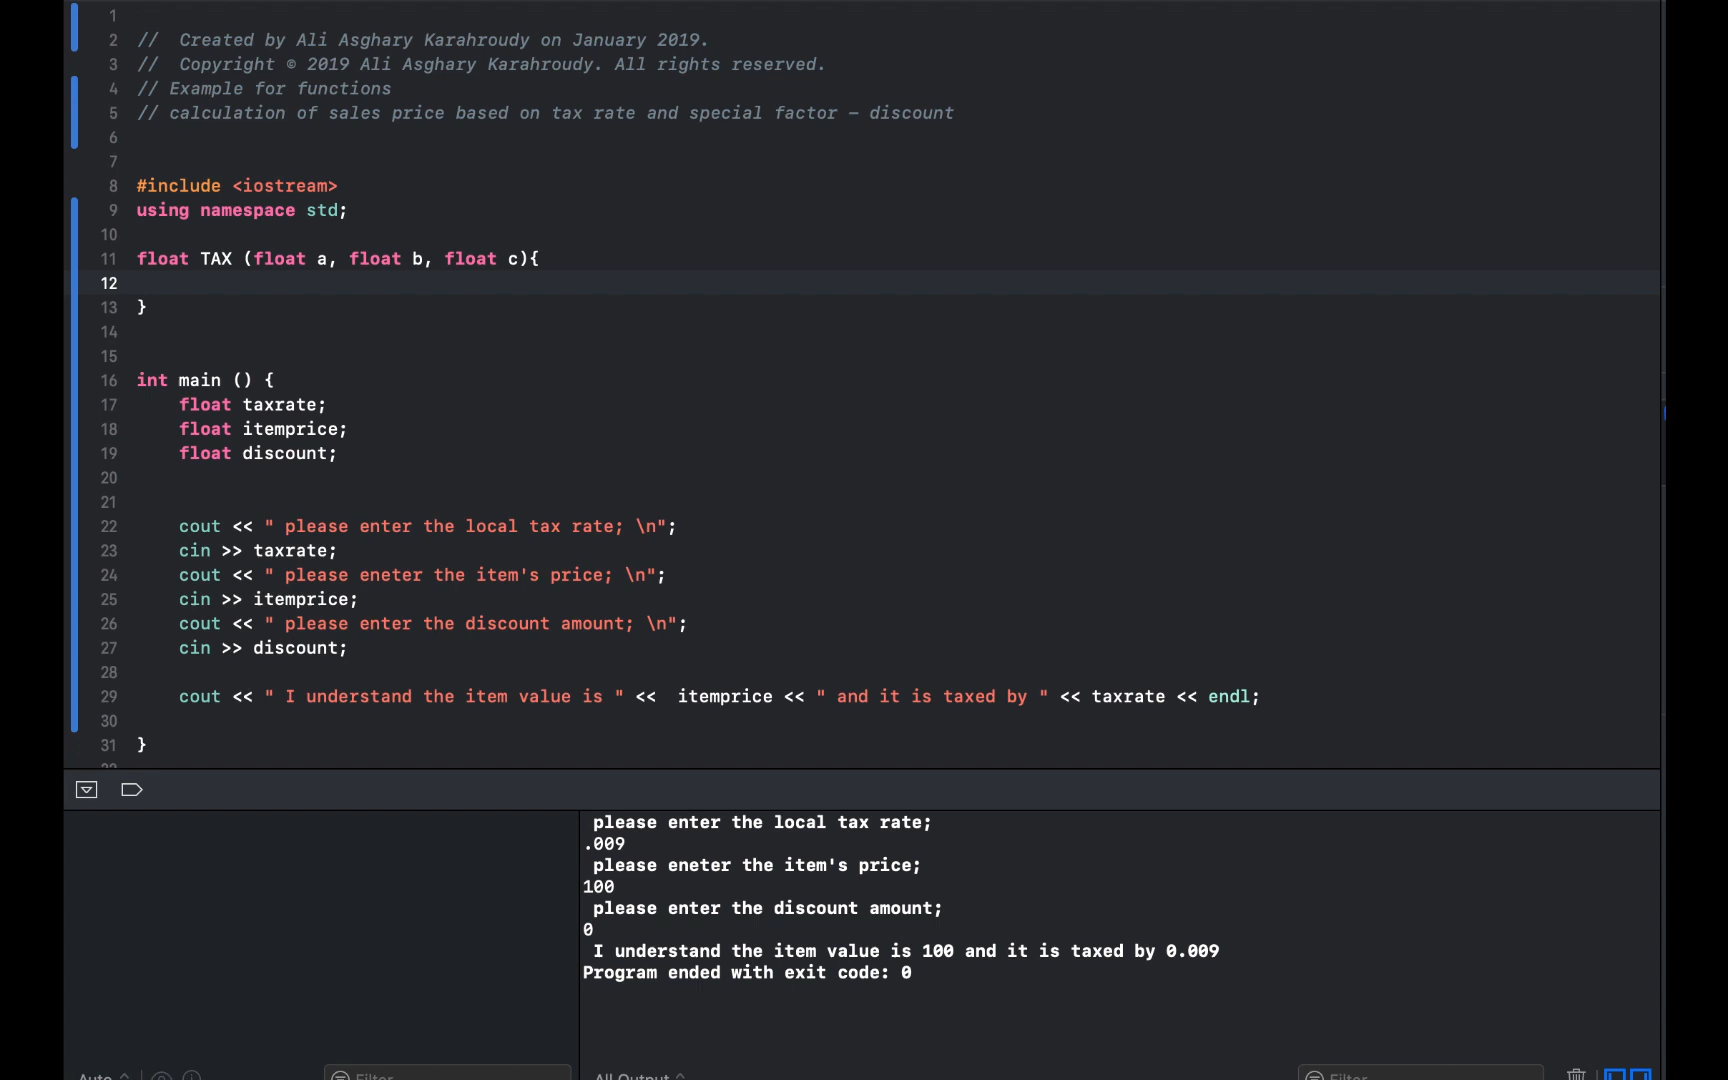 1
2 //  Created by Ali Asghary Karahroudy on January 2019.
3 //  Copyright © 2019 Ali Asghary Karahroudy. All rights reserved.
4 // Example for functions
5 // calculation of sales price based on tax rate and special factor – discount
6
7
8 #include <iostream>
9 using namespace std;
10
11 float TAX (float a, float b, float c){
12
13 }
14
15
16 int main () {
17     float taxrate;
18     float itemprice;
19     float discount;
20
21
22     cout << " please enter the local tax rate; \n";
23     cin >> taxrate;
24     cout << " please eneter the item's price; \n";
25     cin >> itemprice;
26     cout << " please enter the discount amount; \n";
27     cin >> discount;
28
29     cout << " I understand the item value is " <<  itemprice << " and it is taxed by " << taxrate << endl;
30
31 }
please enter the local tax rate;
.009
please eneter the item's price;
100
please enter the discount amount;
0
I understand the item value is 100 and it is taxed by 0.009
Program ended with exit code: 0
Auto
Filter
All Output
Filter